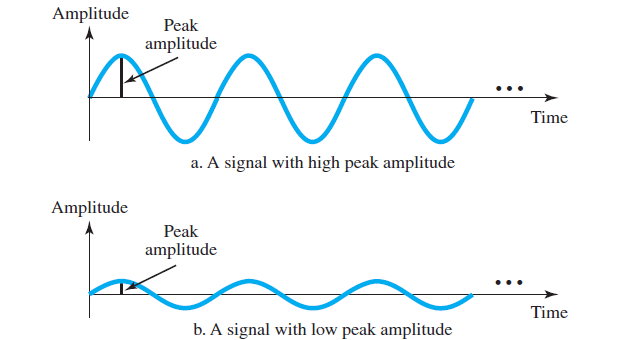 Amplitude
Peak
amplitude
Time
a. A signal with high peak amplitude
Amplitude
Peak
amplitude
Time
b. A signal with low peak amplitude